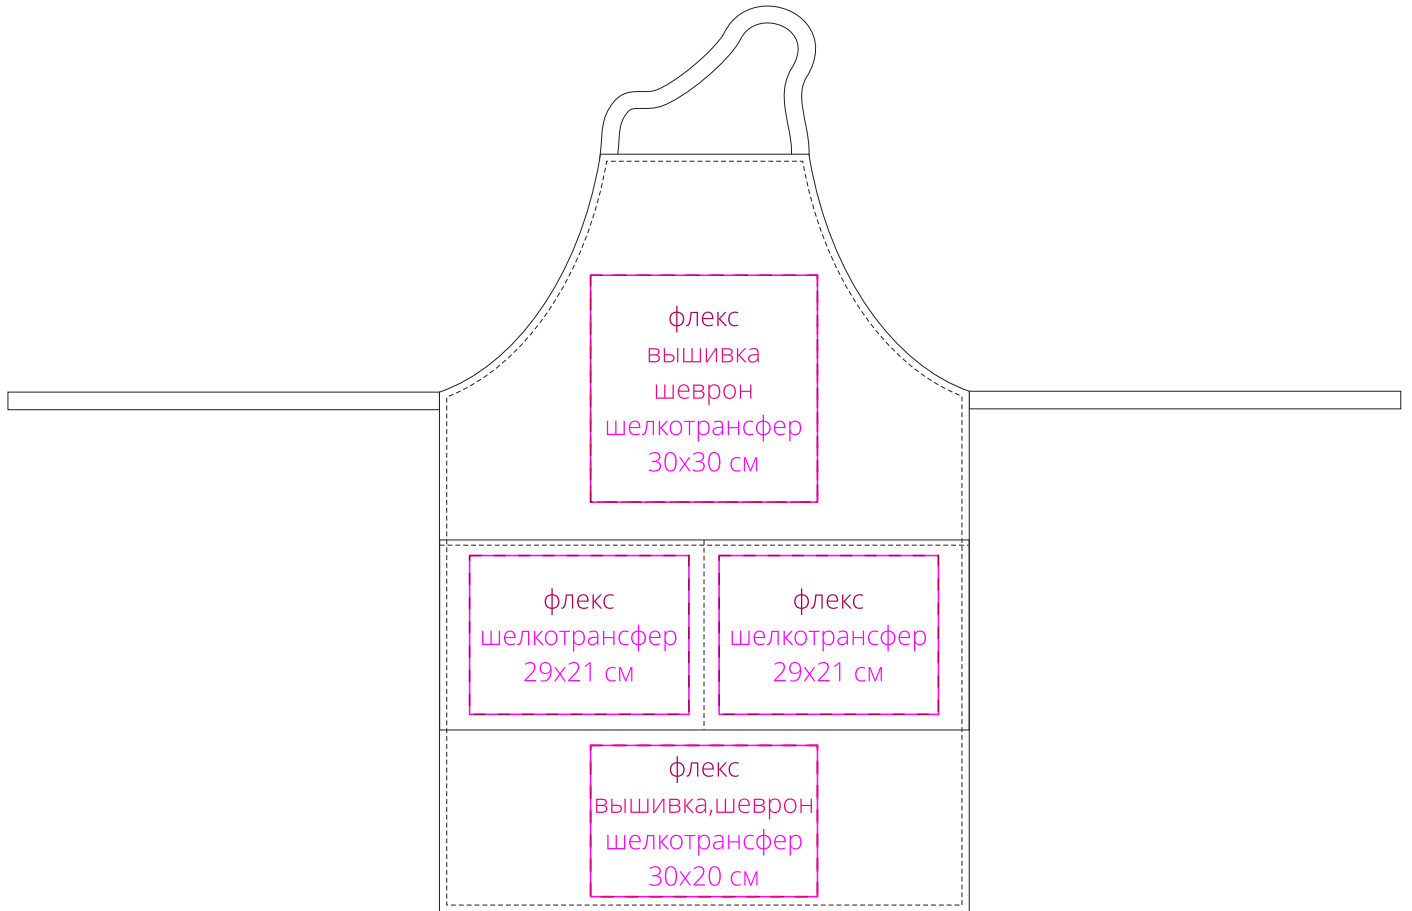 флекс
вышивка
шеврон
шелкотрансфер
30х30 см
флекс
шелкотрансфер
29х21 см
флекс
шелкотрансфер
29х21 см
флекс
вышивка,шеврон
шелкотрансфер
30х20 см